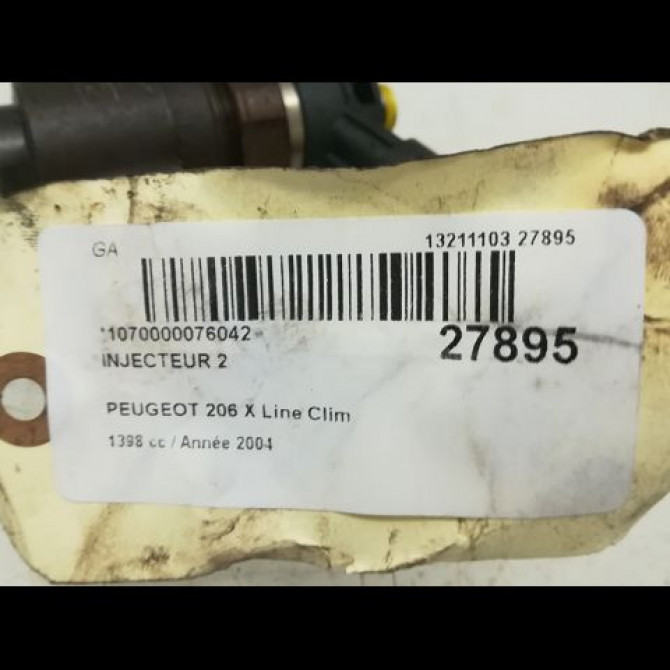 GA 13211103 27895
*1070000076042*
27895
INJECTEUR 2
PEUGEOT 206 X Line Clim
1398 cc / Année 2004